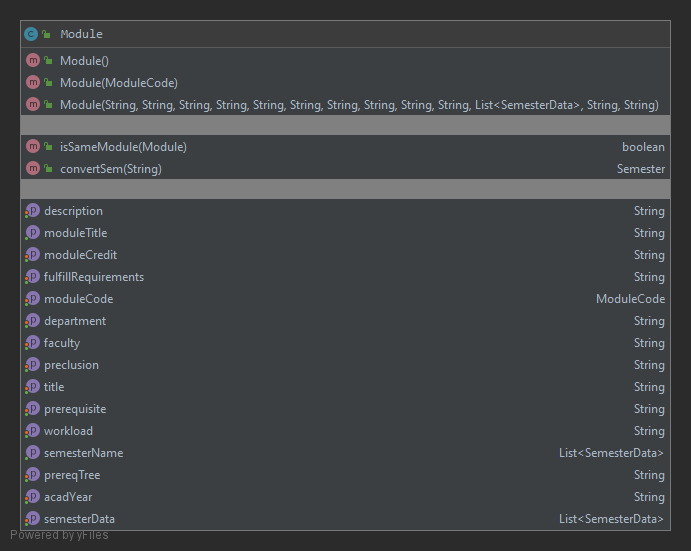 C Module
m Module()
m Module(ModuleCode)
m Module(String, String, String, String, String, String, String, String, String, String, List<SemesterData>, String, String)
m isSameModule(Module) boolean
m convertSem(String) Semester
p description String
p moduleTitle String
p moduleCredit String
p fulfillRequirements String
p moduleCode ModuleCode
p department String
p faculty String
p preclusion String
p title String
p prerequisite String
p workload String
p semesterName List<SemesterData>
p prereqTree String
p acadYear String
p semesterData List<SemesterData>
Powered by yFiles